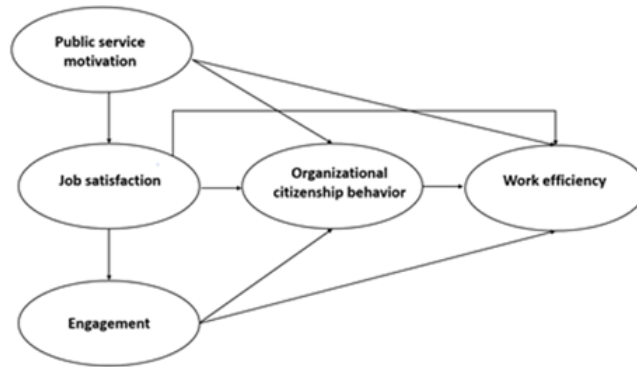 Public service
motivation
Job satisfaction
Organizational
citizenship behavior
Work efficiency
Engagement